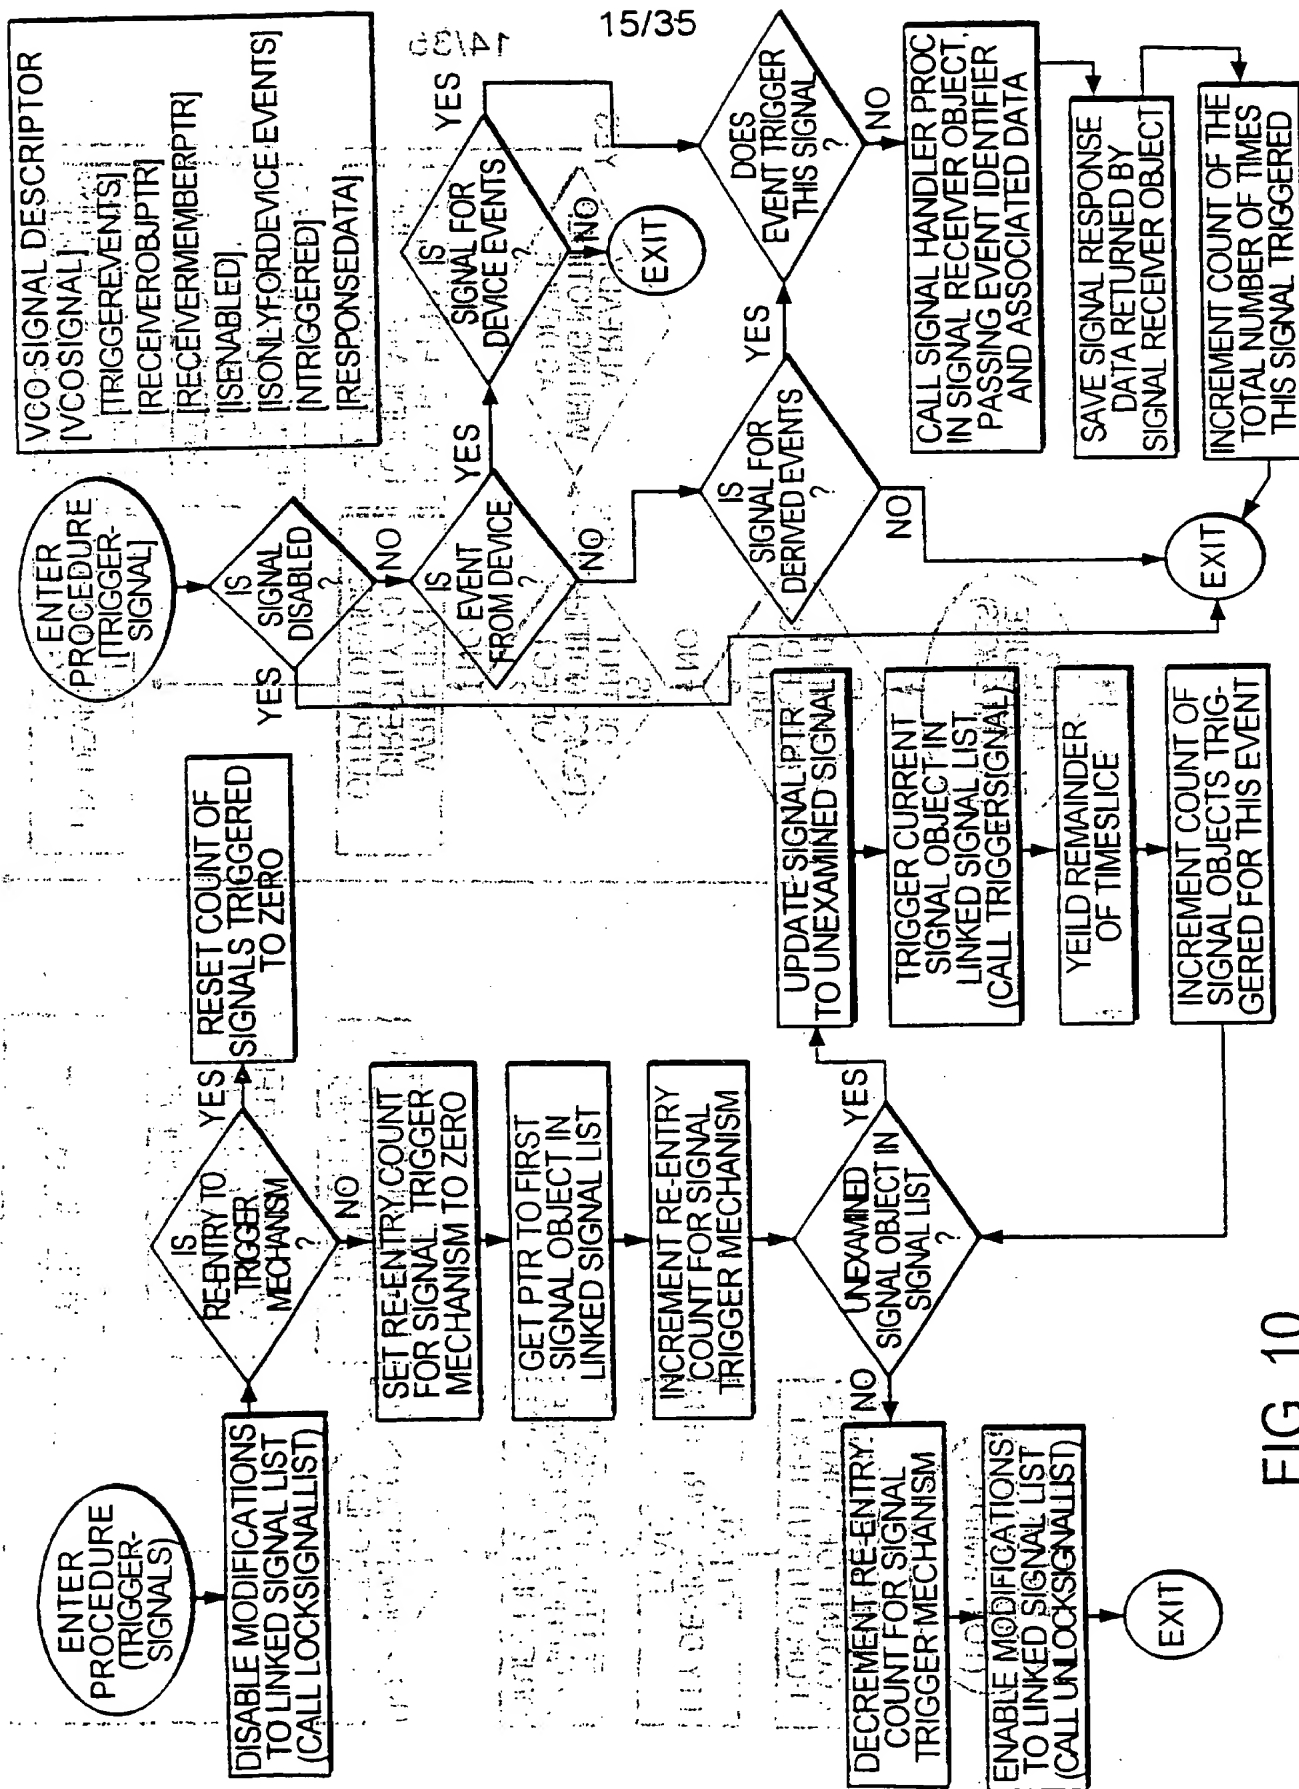 15/35
14/35
ENTER
PROCEDURE
(TRIGGER-
SIGNALS)
DISABLE MODIFICATIONS
TO LINKED SIGNAL LIST
(CALL LOCKSIGNALLIST)
IS
RE-ENTRY TO
TRIGGER
MECHANISM
?
YES
RESET COUNT OF
SIGNALS TRIGGERED
TO ZERO
NO
SET RE-ENTRY COUNT
FOR SIGNAL TRIGGER
MECHANISM TO ZERO
GET PTR TO FIRST
SIGNAL OBJECT IN
LINKED SIGNAL LIST
INCREMENT RE-ENTRY
COUNT FOR SIGNAL
TRIGGER MECHANISM
UNEXAMINED
SIGNAL OBJECT IN
SIGNAL LIST
?
YES
UPDATE SIGNAL PTR
TO UNEXAMINED SIGNAL
TRIGGER CURRENT
SIGNAL OBJECT IN
LINKED SIGNAL LIST
(CALL TRIGGERSIGNAL)
YEILD REMAINDER
OF TIMESLICE
INCREMENT COUNT OF
SIGNAL OBJECTS TRIG-
GERED FOR THIS EVENT
NO
DECREMENT RE-ENTRY
COUNT FOR SIGNAL
TRIGGER MECHANISM
ENABLE MODIFICATIONS
TO LINKED SIGNAL LIST
(CALL UNLOCKSIGNALLIST)
EXIT
ENTER
PROCEDURE
[TRIGGER-
SIGNAL]
IS
SIGNAL
DISABLED
?
YES
NO
IS
EVENT
FROM DEVICE
?
YES
NO
IS
SIGNAL FOR
DEVICE EVENTS
?
YES
NO
EXIT
IS
SIGNAL FOR
DERIVED EVENTS
?
YES
NO
DOES
EVENT TRIGGER
THIS SIGNAL
?
NO
CALL SIGNAL HANDLER PROC
IN SIGNAL RECEIVER OBJECT,
PASSING EVENT IDENTIFIER
AND ASSOCIATED DATA
SAVE SIGNAL RESPONSE
DATA RETURNED BY
SIGNAL RECEIVER OBJECT
INCREMENT COUNT OF THE
TOTAL NUMBER OF TIMES
THIS SIGNAL TRIGGERED
EXIT
VCO SIGNAL DESCRIPTOR
[VCOSIGNAL]
[TRIGGEREVENTS]
[RECEIVEROBJPTR]
[RECEIVERMEMBERPTR]
[ISENABLED]
[ISONLYFORDEVICE EVENTS]
[NTRIGGERED]
[RESPONSEDATA]
FIG. 10